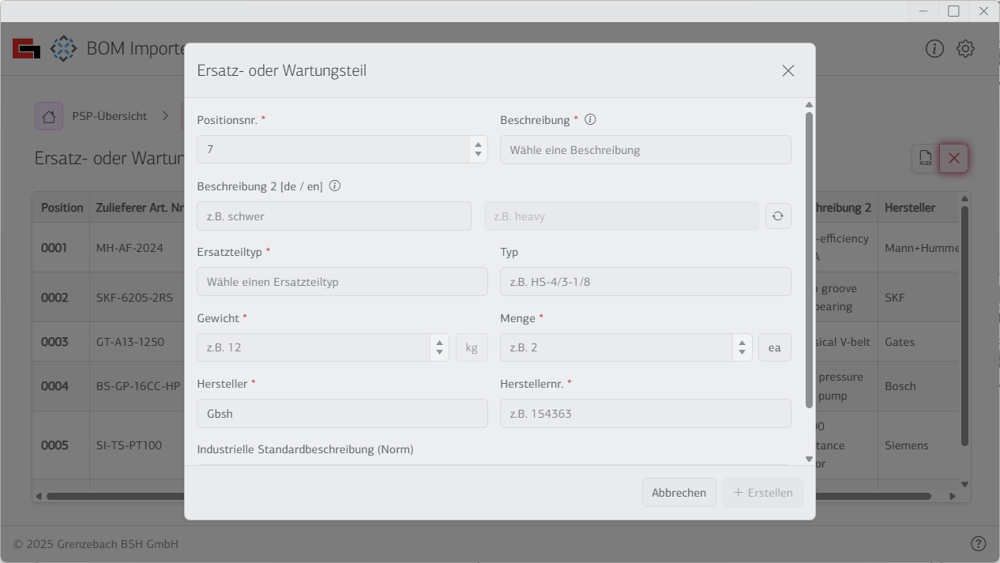 BOM Importe
Ersatz- oder Wartungsteil
PSP-Übersicht
Ersatz- oder Wartun
XLSX
Position Zulieferer Art. Nr
hreibung 2 Hersteller
0001 MH-AF-2024
-efficiency
A
Mann+Humme
0002 SKF-6205-2RS
groove
bearing
SKF
0003 GT-A13-1250
sical V-belt Gates
0004 BS-GP-16CC-HP
pressure
pump
Bosch
0005 SI-TS-PT100
00
tance
or
Siemens
Positionsnr. *
7
Beschreibung *
Wähle eine Beschreibung
Beschreibung 2 [de / en]
z.B. schwer
z.B. heavy
Ersatzteiltyp *
Wähle einen Ersatzteiltyp
Typ
z.B. HS-4/3-1/8
Gewicht *
z.B. 12 kg
Menge *
z.B. 2 ea
Hersteller *
Gbsh
Herstellernr. *
z.B. 154363
Industrielle Standardbeschreibung (Norm)
Abbrechen + Erstellen
© 2025 Grenzebach BSH GmbH